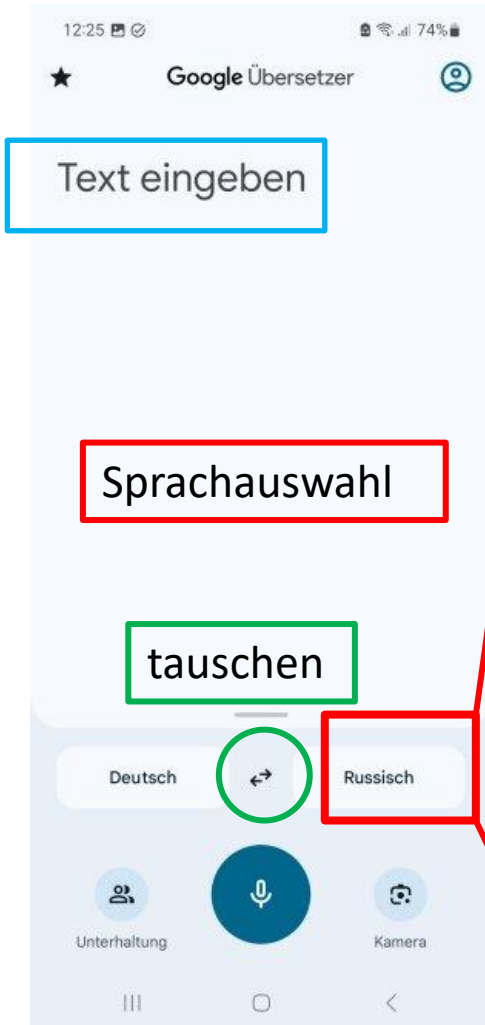 12:25 74%
Google Übersetzer
Text eingeben
Sprachauswahl
tauschen
Deutsch Russisch
Unterhaltung Kamera